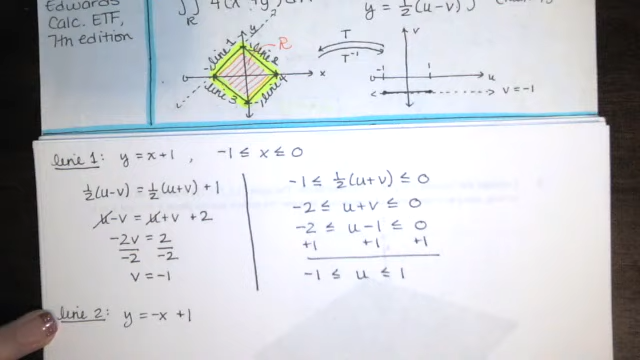 Edwards
Calc. ETF,
7th edition
∬
R
y = ½(u-v)
line 1
line 2
line 3
line 4
R
y
x
T
T⁻¹
v
u
-1
1
v = -1
line 1: y = x+1 , -1 ≤ x ≤ 0
½(u-v) = ½(u+v) + 1
u-v = u+v + 2
-2v = 2
-2 -2
v = -1
-1 ≤ ½(u+v) ≤ 0
-2 ≤ u+v ≤ 0
-2 ≤ u-1 ≤ 0
+1 +1 +1
-1 ≤ u ≤ 1
line 2: y = -x +1